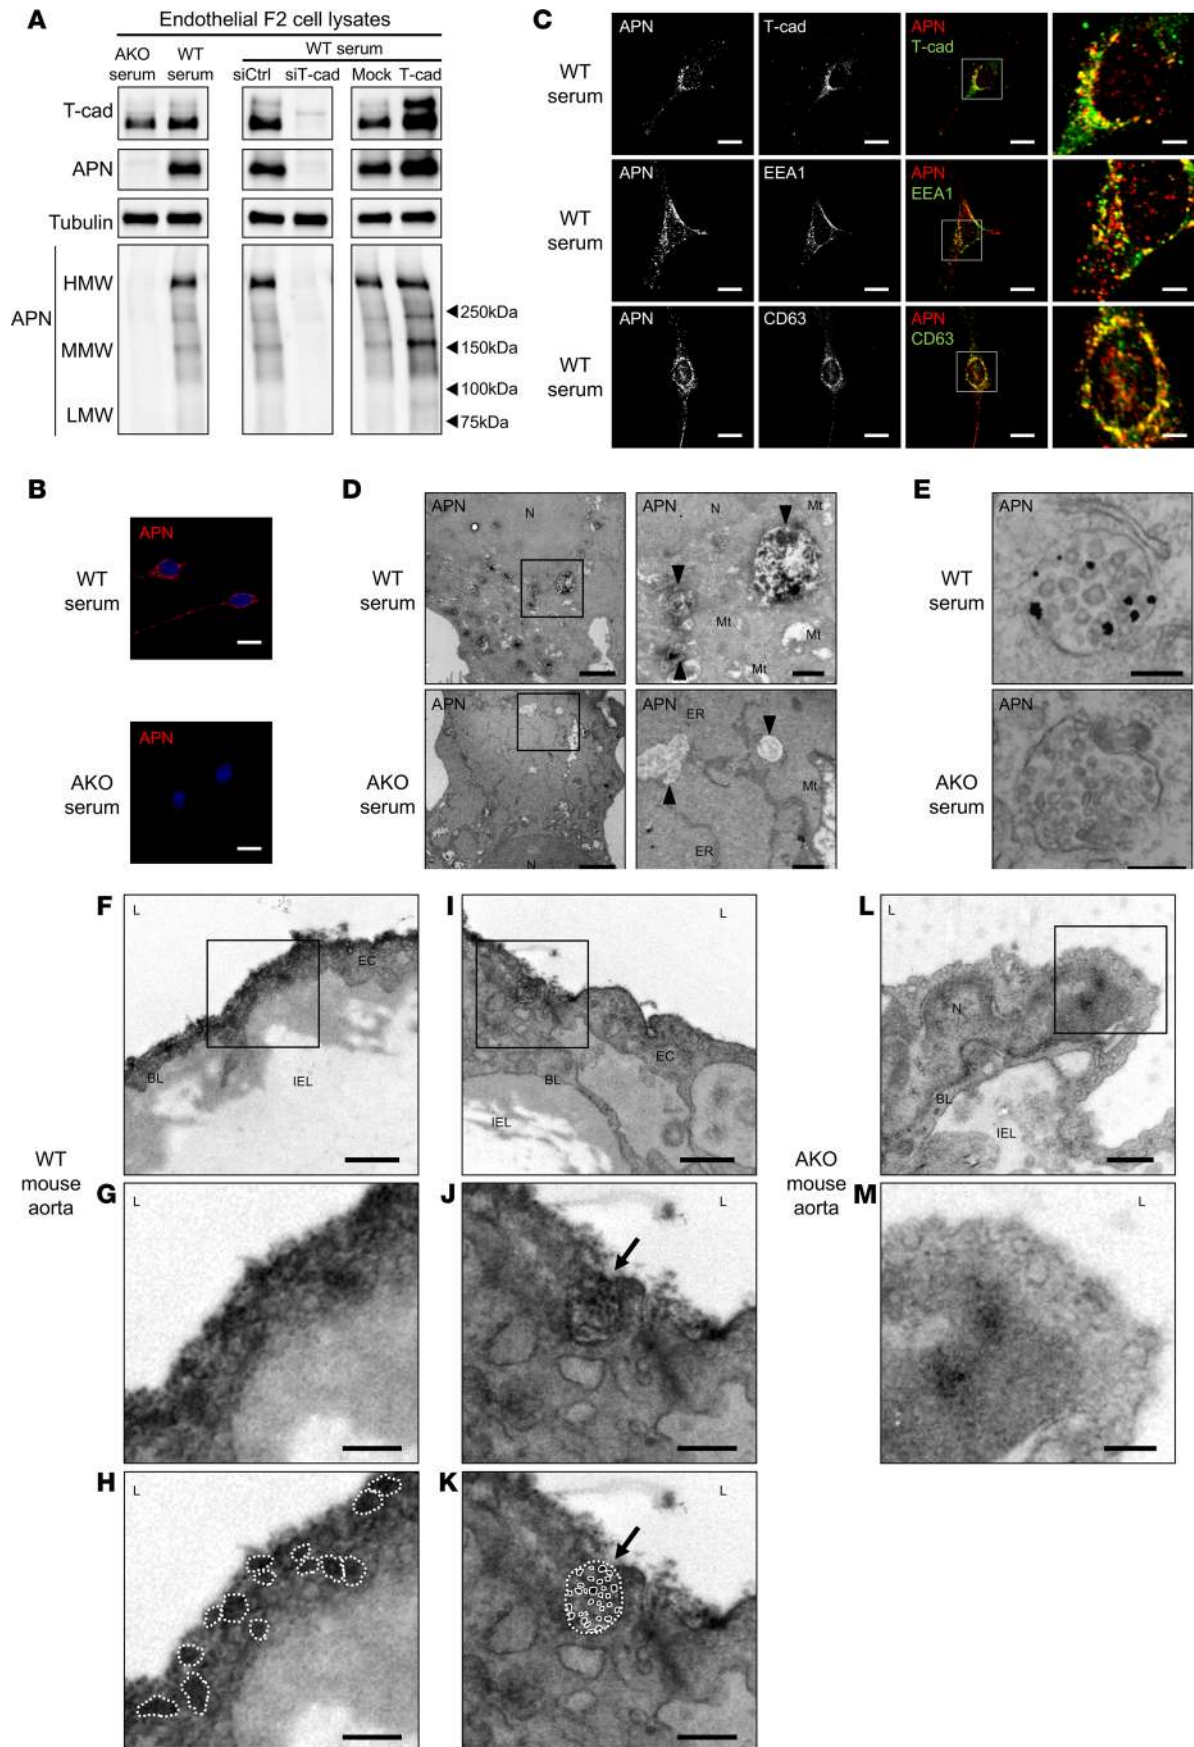 A
Endothelial F2 cell lysates
AKO serum
WT serum
WT serum
siCtrl siT-cad
Mock T-cad
T-cad
APN
Tubulin
APN
HMW
MMW
LMW
250kDa
150kDa
100kDa
75kDa
C
WT serum
APN
T-cad
APN
T-cad
WT serum
APN
EEA1
APN
EEA1
WT serum
APN
CD63
APN
CD63
B
WT serum
APN
AKO serum
APN
D
WT serum
APN
N
APN
N
Mt
Mt
Mt
Mt
AKO serum
APN
N
APN
ER
Mt
ER
E
WT serum
APN
AKO serum
APN
WT mouse aorta
F
L
EC
BL
IEL
I
L
EC
BL
IEL
AKO mouse aorta
L
L
N
BL
IEL
G
L
J
L
M
L
H
L
K
L